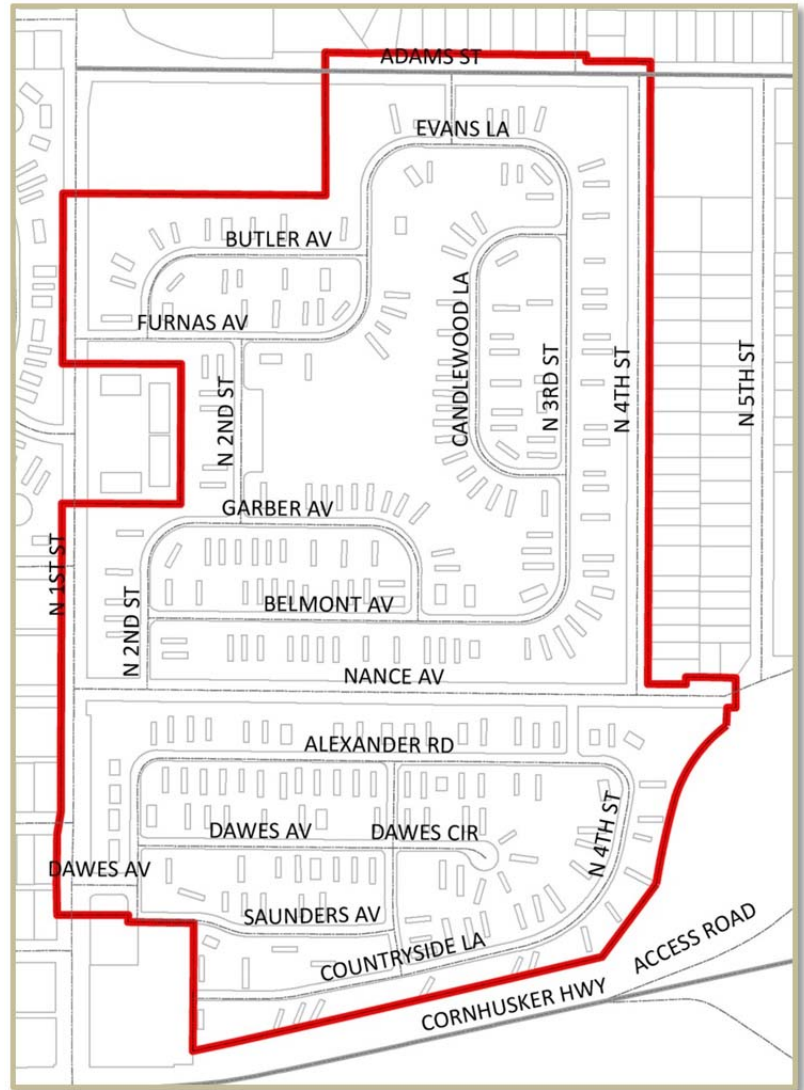 ADAMS ST
EVANS LA
BUTLER AV
CANDLEWOOD LA
FURNAS AV
N 2ND ST
N 3RD ST
N 4TH ST
N 5TH ST
GARBER AV
N 1ST ST
N 2ND ST
BELMONT AV
NANCE AV
ALEXANDER RD
DAWES AV
DAWES CIR
N 4TH ST
DAWES AV
SAUNDERS AV
COUNTRYSIDE LA
ACCESS ROAD
CORNHUSKER HWY